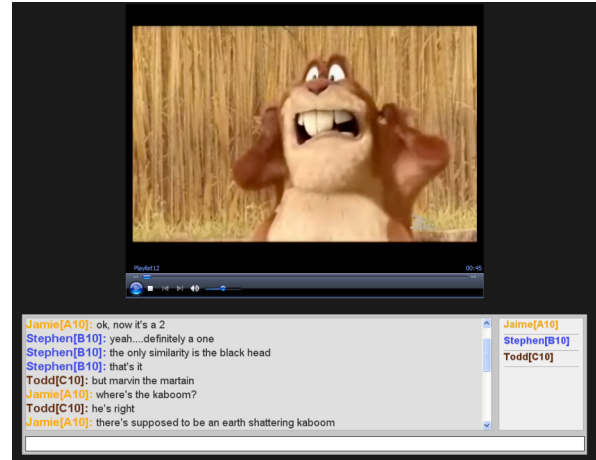 Playlist12 00:45
Jamie[A10]: ok, now it's a 2
Stephen[B10]: yeah....definitely a one
Stephen[B10]: the only similarity is the black head
Stephen[B10]: that's it
Todd[C10]: but marvin the martain
Jamie[A10]: where's the kaboom?
Todd[C10]: he's right
Jamie[A10]: there's supposed to be an earth shattering kaboom
Jaime[A10]
Stephen[B10]
Todd[C10]